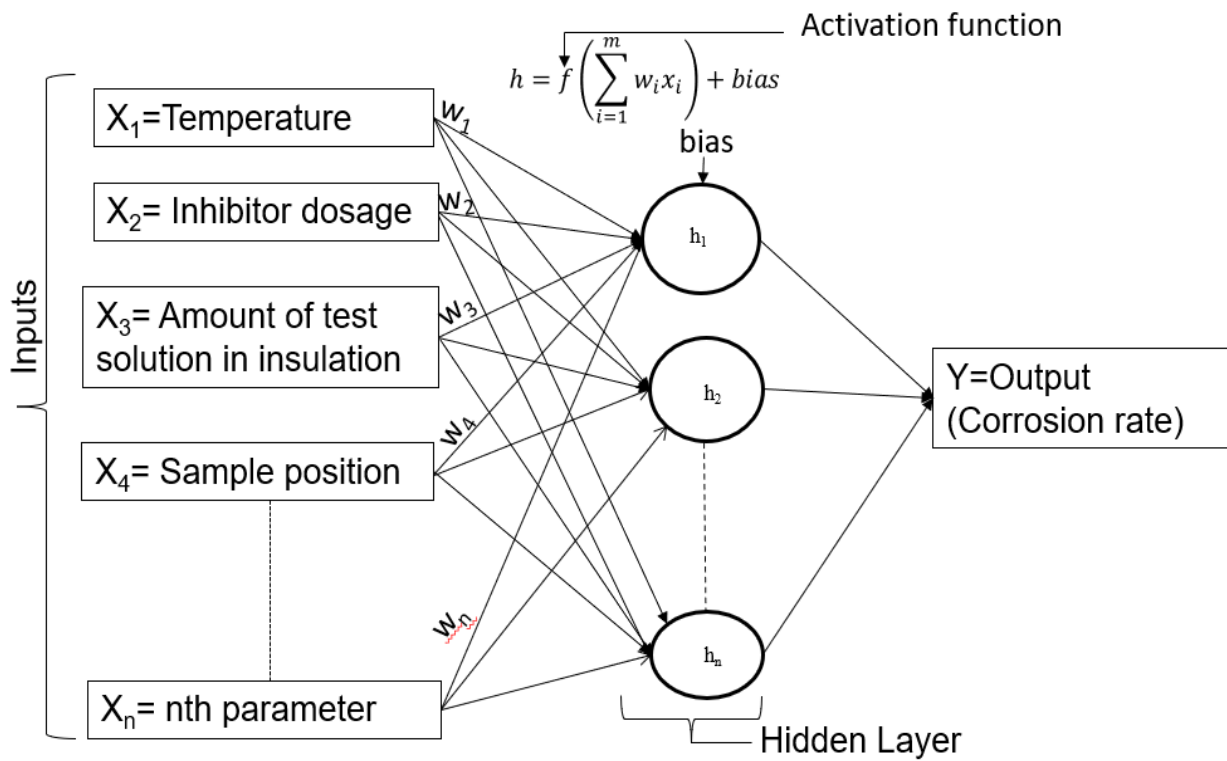 Activation function
h = f(∑_{i=1}^{m} w_i x_i) + bias
bias
Inputs
X₁=Temperature
X₂= Inhibitor dosage
X₃= Amount of test
solution in insulation
X₄= Sample position
Xₙ= nth parameter
w₁
w₂
w₃
w₄
wₙ
h₁
h₂
hₙ
Hidden Layer
Y=Output
(Corrosion rate)